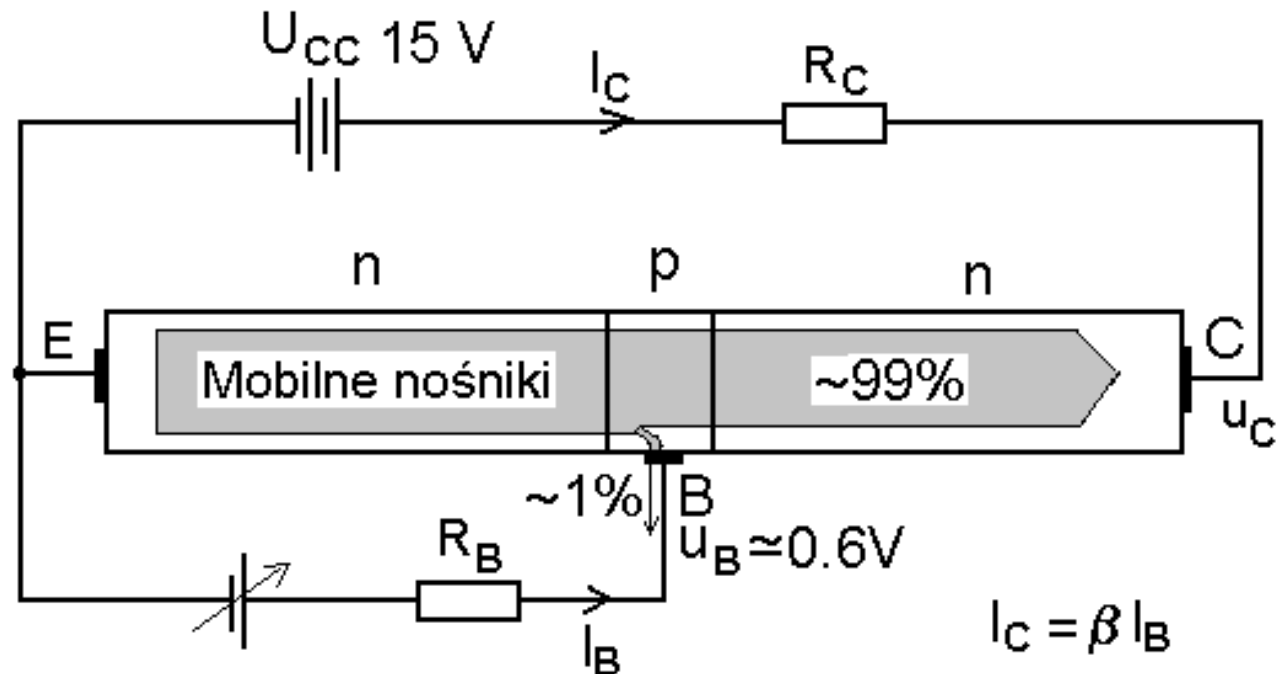 U_CC 15 V
I_C
R_C
n
p
n
E
Mobilne nośniki
~99%
C
u_C
~1%
B
u_B ≃0.6V
R_B
I_B
I_C = β I_B